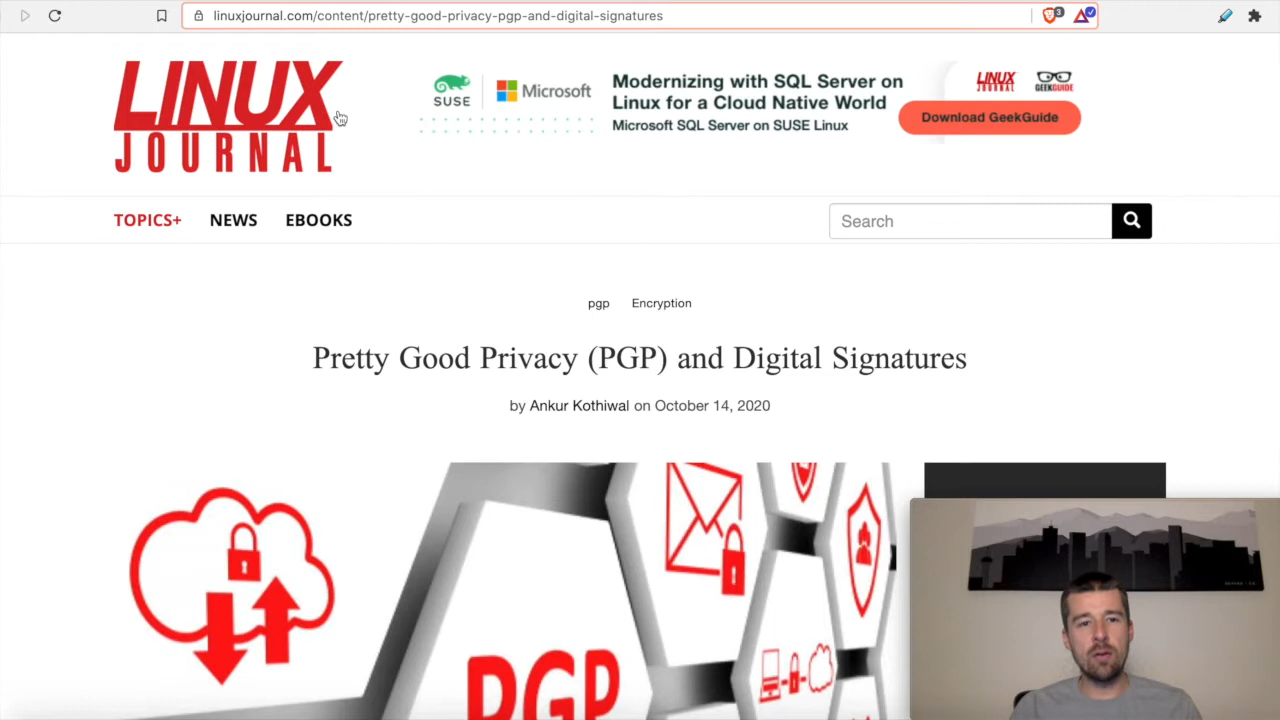 linuxjournal.com/content/pretty-good-privacy-pgp-and-digital-signatures
3
LINUX
JOURNAL
SUSE
Microsoft
Modernizing with SQL Server on
Linux for a Cloud Native World
Microsoft SQL Server on SUSE Linux
LINUX
JOURNAL
GEEKGUIDE
Download GeekGuide
TOPICS+ NEWS EBOOKS
Search
pgp Encryption
Pretty Good Privacy (PGP) and Digital Signatures
by Ankur Kothiwal on October 14, 2020
PGP